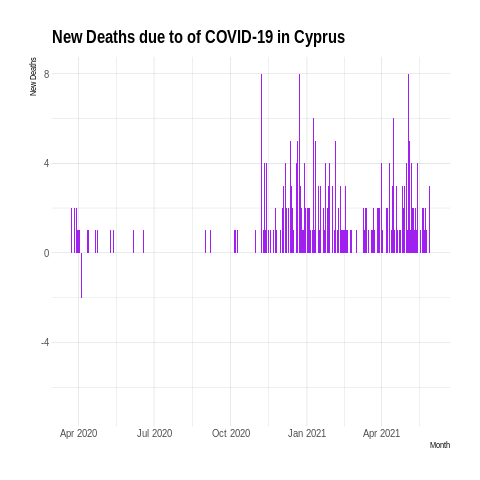 New Deaths due to of COVID-19 in Cyprus
New Deaths
8
4
0
-4
Apr 2020 Jul 2020 Oct 2020 Jan 2021 Apr 2021
Month